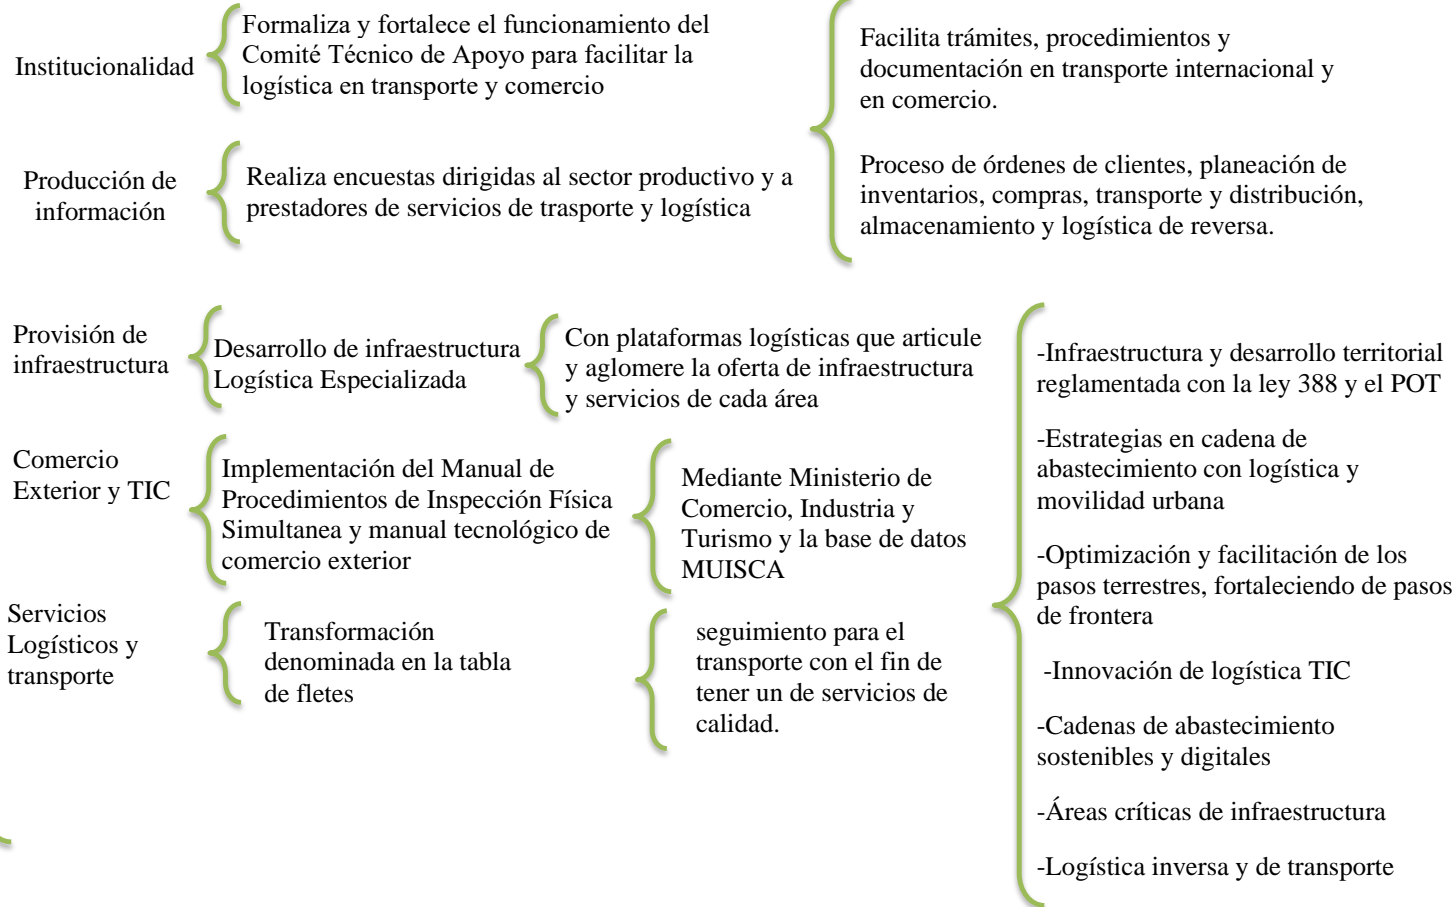 Institucionalidad
Formaliza y fortalece el funcionamiento del
Comité Técnico de Apoyo para facilitar la
logística en transporte y comercio
Producción de
información
Realiza encuestas dirigidas al sector productivo y a
prestadores de servicios de trasporte y logística
Facilita trámites, procedimientos y
documentación en transporte internacional y
en comercio.
Proceso de órdenes de clientes, planeación de
inventarios, compras, transporte y distribución,
almacenamiento y logística de reversa.
Provisión de
infraestructura
Desarrollo de infraestructura
Logística Especializada
Con plataformas logísticas que articule
y aglomere la oferta de infraestructura
y servicios de cada área
Comercio
Exterior y TIC
Implementación del Manual de
Procedimientos de Inspección Física
Simultanea y manual tecnológico de
comercio exterior
Mediante Ministerio de
Comercio, Industria y
Turismo y la base de datos
MUISCA
Servicios
Logísticos y
transporte
Transformación
denominada en la tabla
de fletes
seguimiento para el
transporte con el fin de
tener un de servicios de
calidad.
-Infraestructura y desarrollo territorial
reglamentada con la ley 388 y el POT
-Estrategias en cadena de
abastecimiento con logística y
movilidad urbana
-Optimización y facilitación de los
pasos terrestres, fortaleciendo de pasos
de frontera
-Innovación de logística TIC
-Cadenas de abastecimiento
sostenibles y digitales
-Áreas críticas de infraestructura
-Logística inversa y de transporte